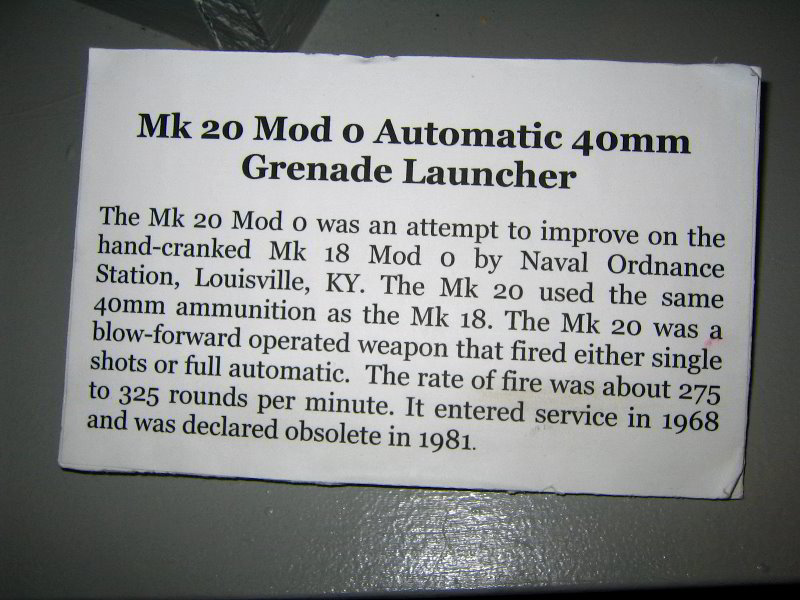 Mk 20 Mod 0 Automatic 40mm
Grenade Launcher
The Mk 20 Mod 0 was an attempt to improve on the
hand-cranked Mk 18 Mod 0 by Naval Ordnance
Station, Louisville, KY. The Mk 20 used the same
40mm ammunition as the Mk 18. The Mk 20 was a
blow-forward operated weapon that fired either single
shots or full automatic. The rate of fire was about 275
to 325 rounds per minute. It entered service in 1968
and was declared obsolete in 1981.